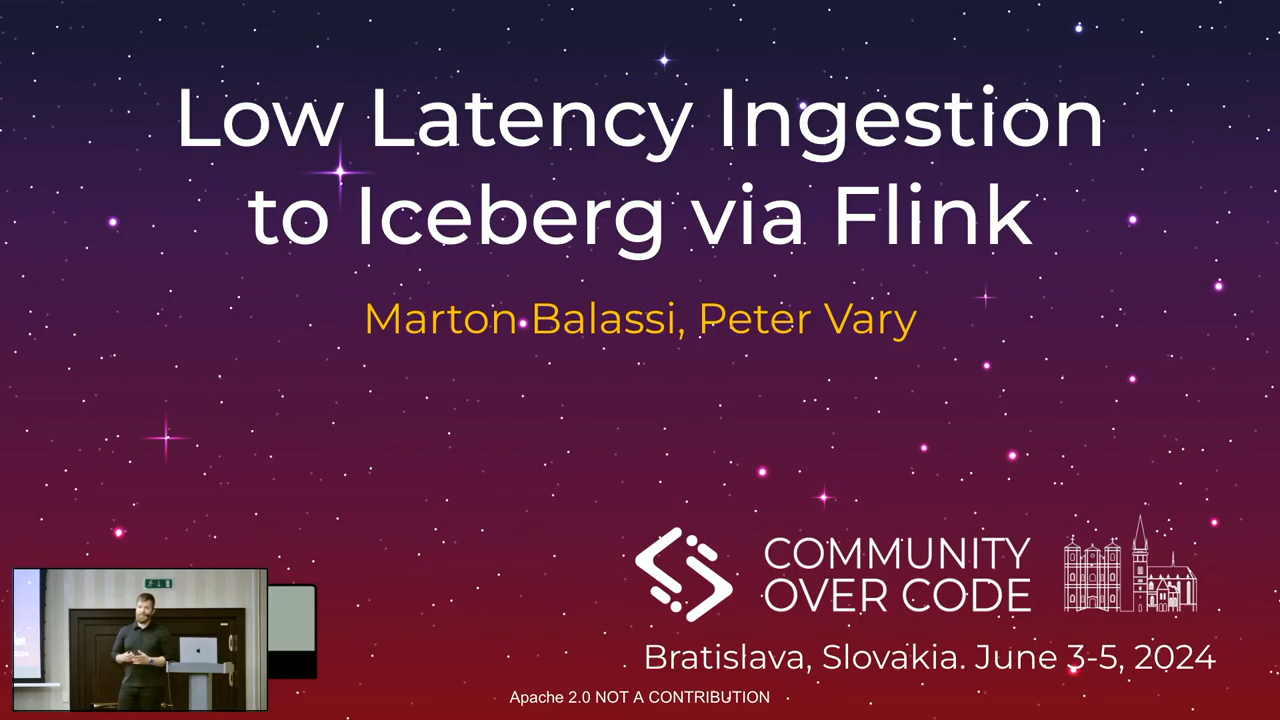 Low Latency Ingestion
to Iceberg via Flink
Marton Balassi, Peter Vary
COMMUNITY
OVER CODE
Bratislava, Slovakia. June 3-5, 2024
Apache 2.0 NOT A CONTRIBUTION